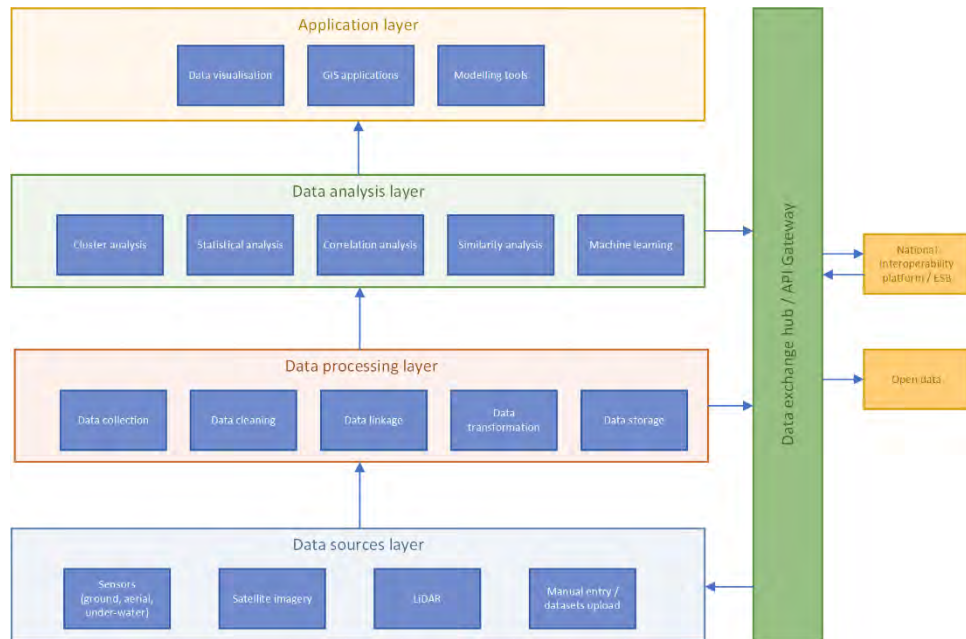 Application layer
Data visualisation
GIS applications
Modelling tools
Data analysis layer
Cluster analysis
Statistical analysis
Correlation analysis
Similarity analysis
Machine learning
Data processing layer
Data collection
Data cleaning
Data linkage
Data
transformation
Data storage
Data sources layer
Sensors
(ground, aerial,
under-water)
Satellite imagery
LiDAR
Manual entry /
datasets upload
Data exchange hub / API Gateway
National
interoperability
platform / ESB
Open data